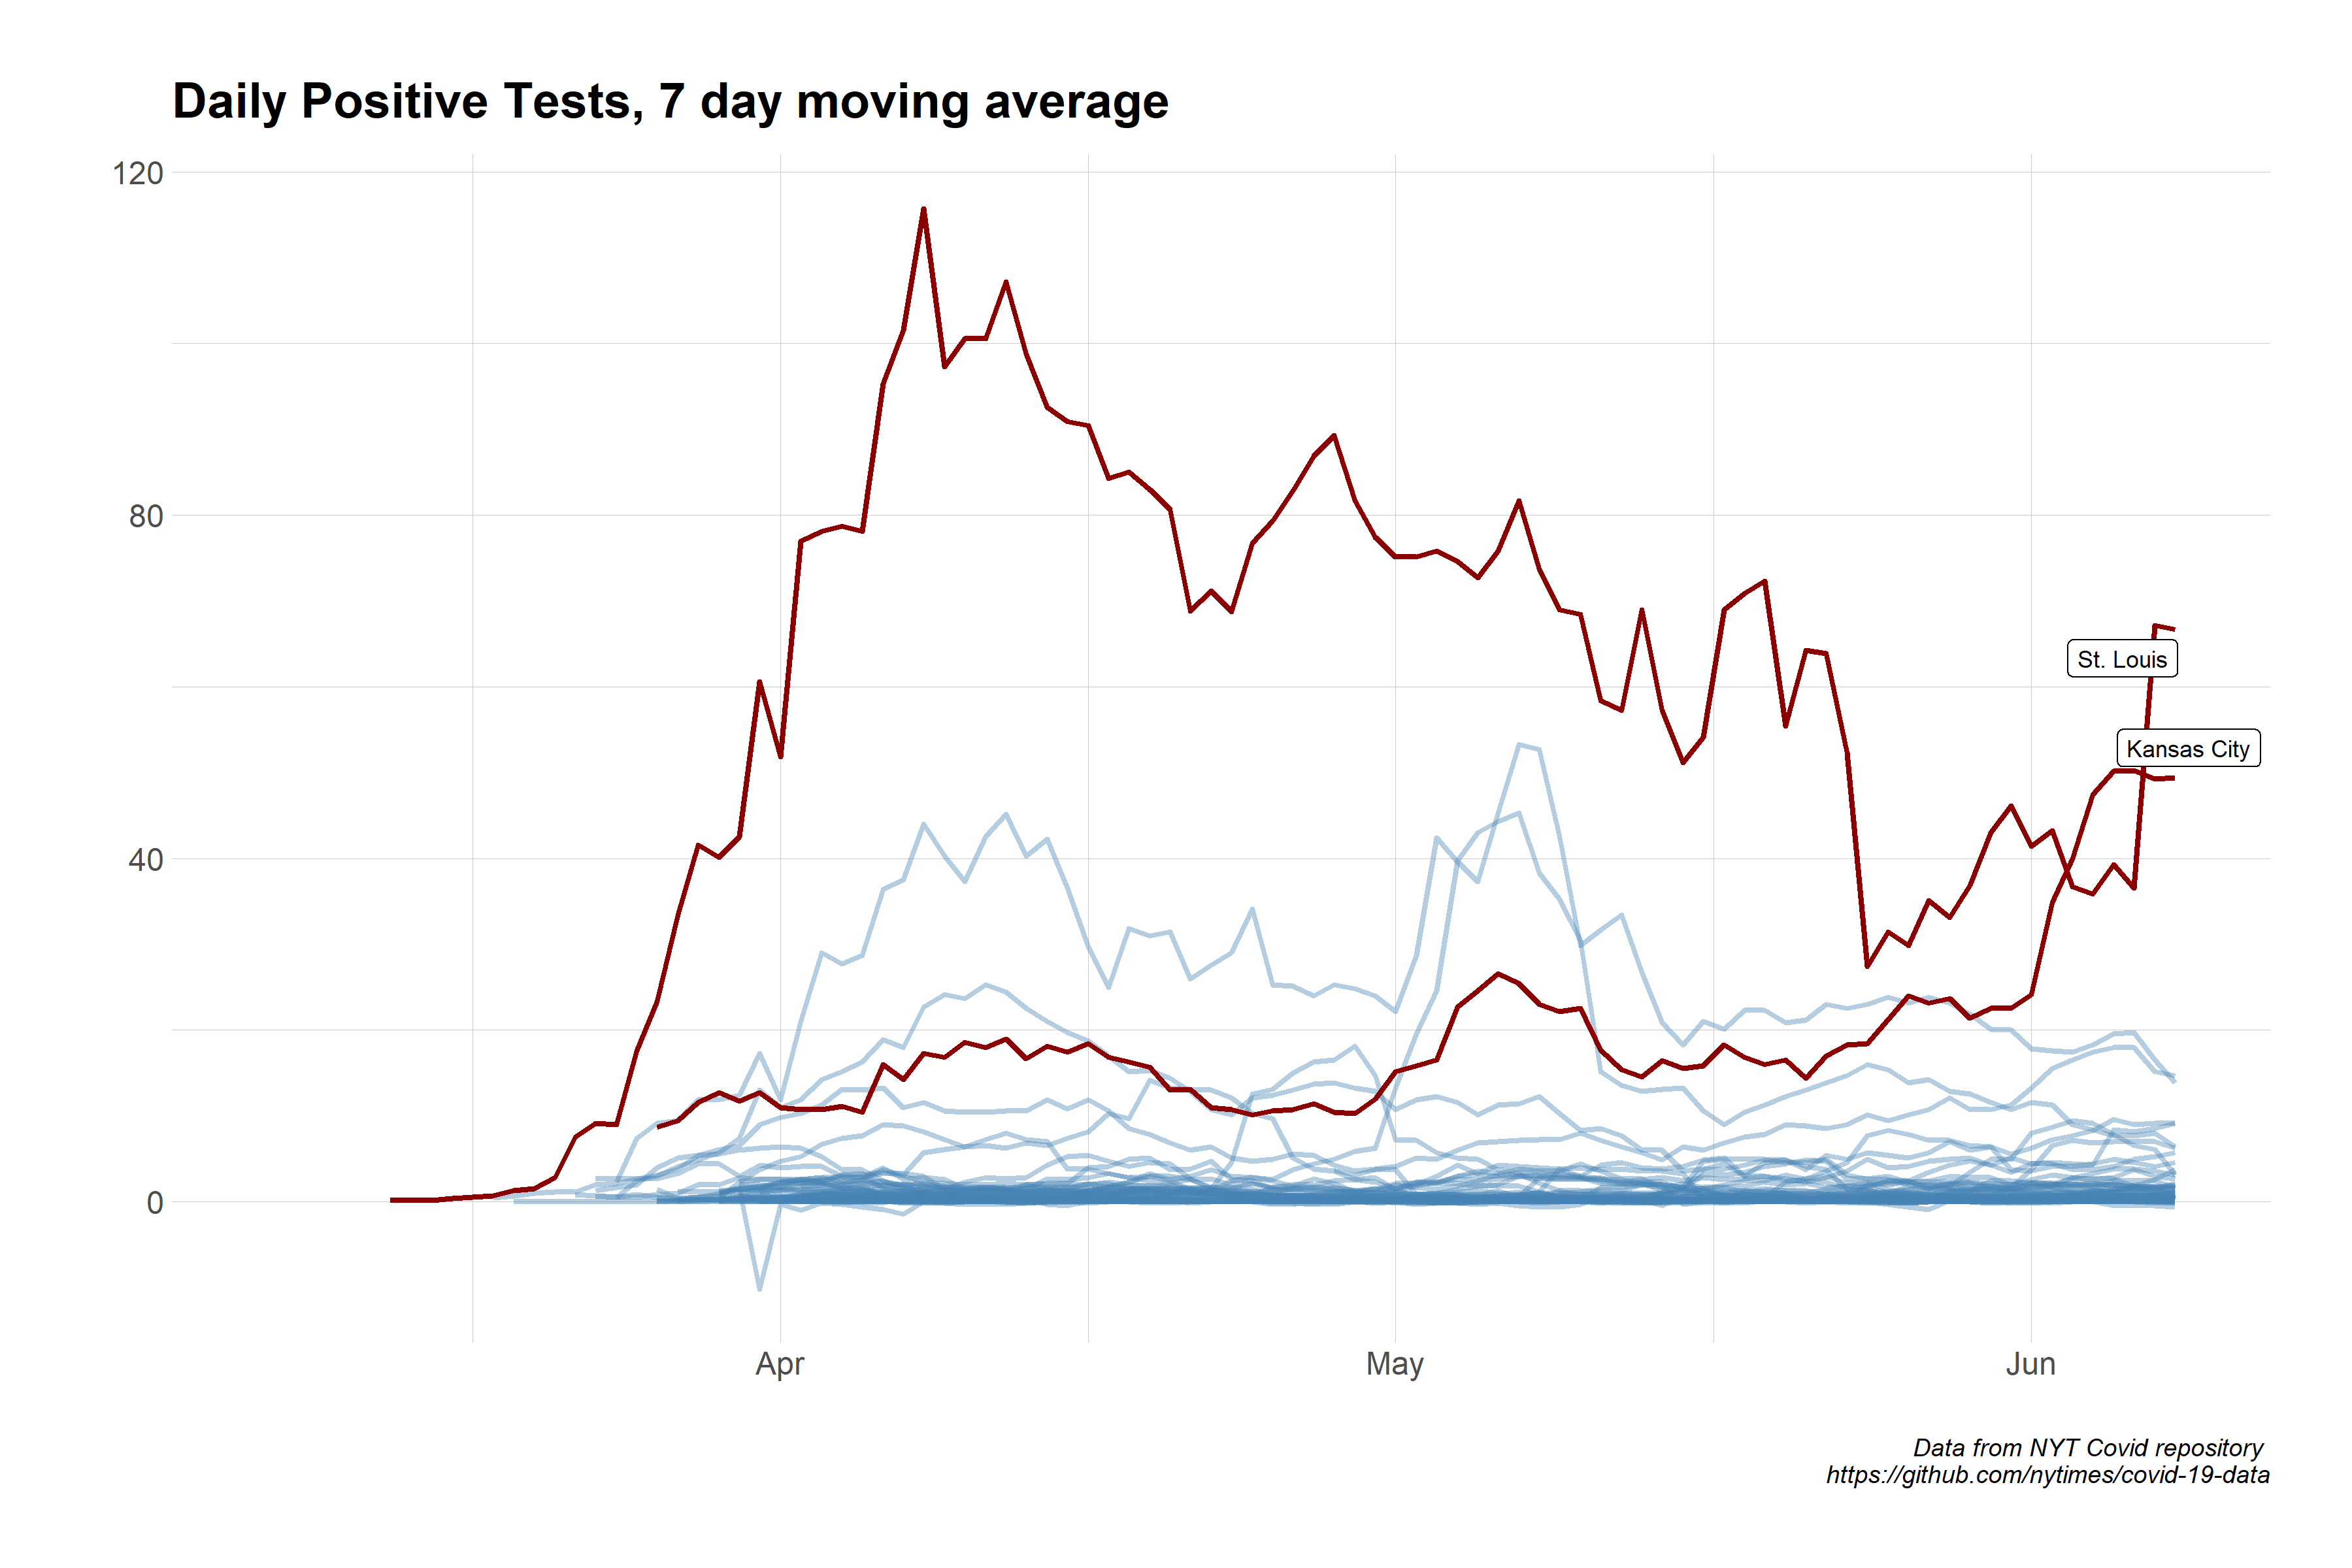 Daily Positive Tests, 7 day moving average
120
80
40
0
St. Louis
Kansas City
Apr
May
Jun
Data from NYT Covid repository
https://github.com/nytimes/covid-19-data